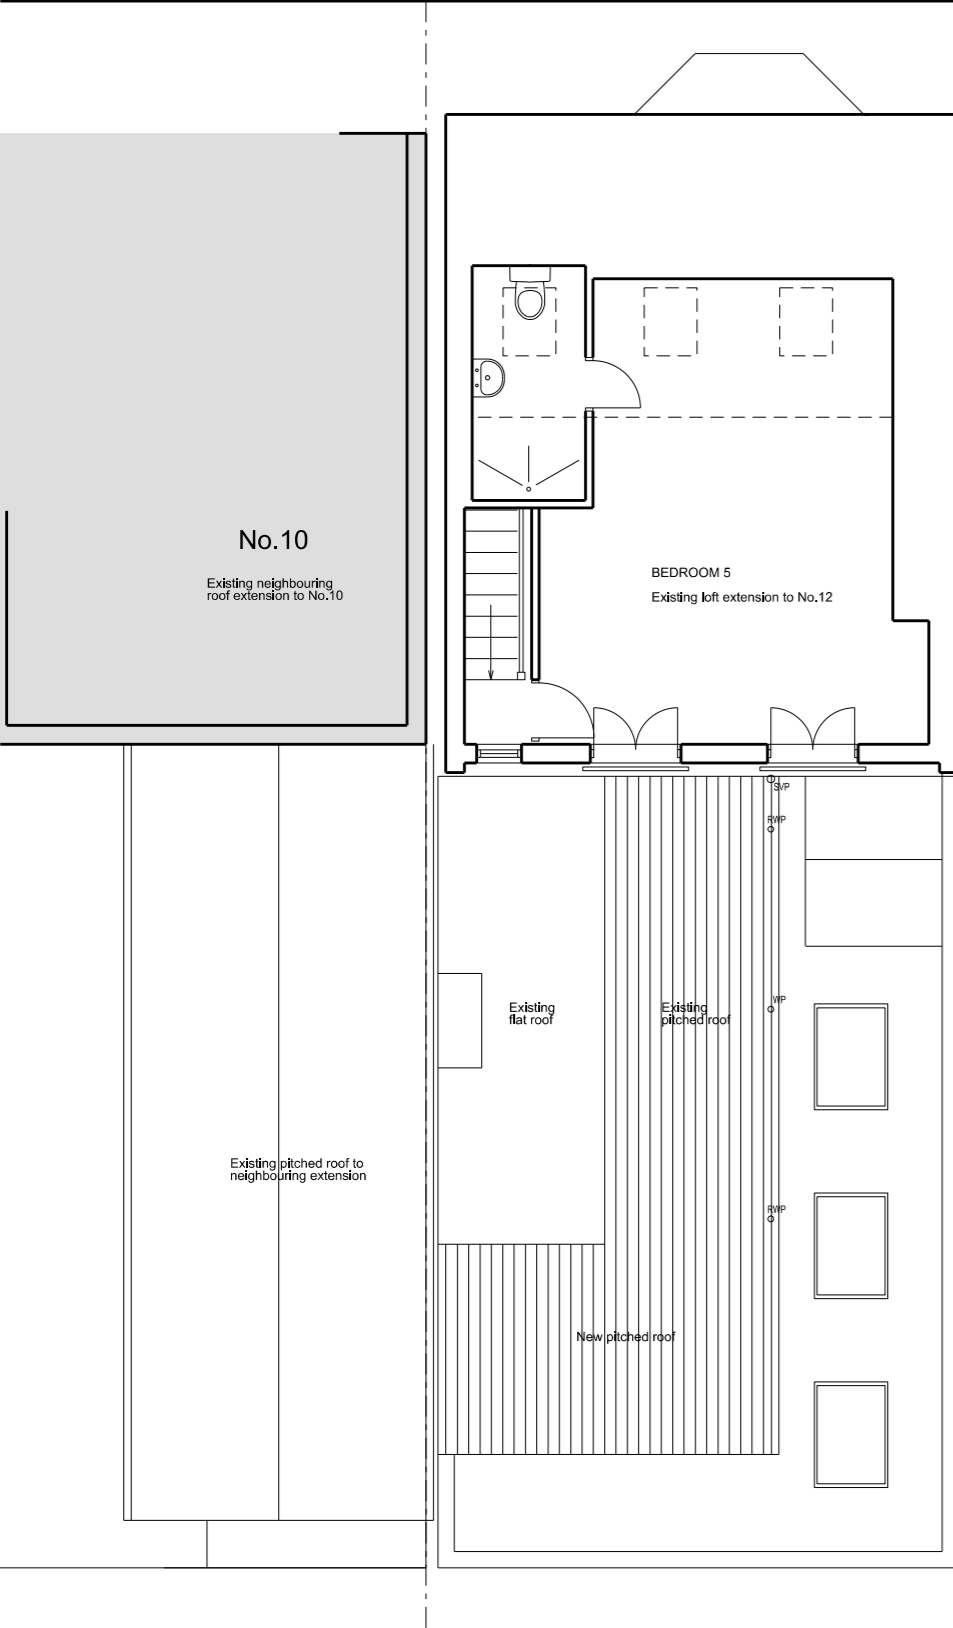 No.10
Existing neighbouring
roof extension to No.10
BEDROOM 5
Existing loft extension to No.12
SVP
RWP
Existing
flat roof
Existing
pitched roof
WP
Existing pitched roof to
neighbouring extension
RWP
New pitched roof